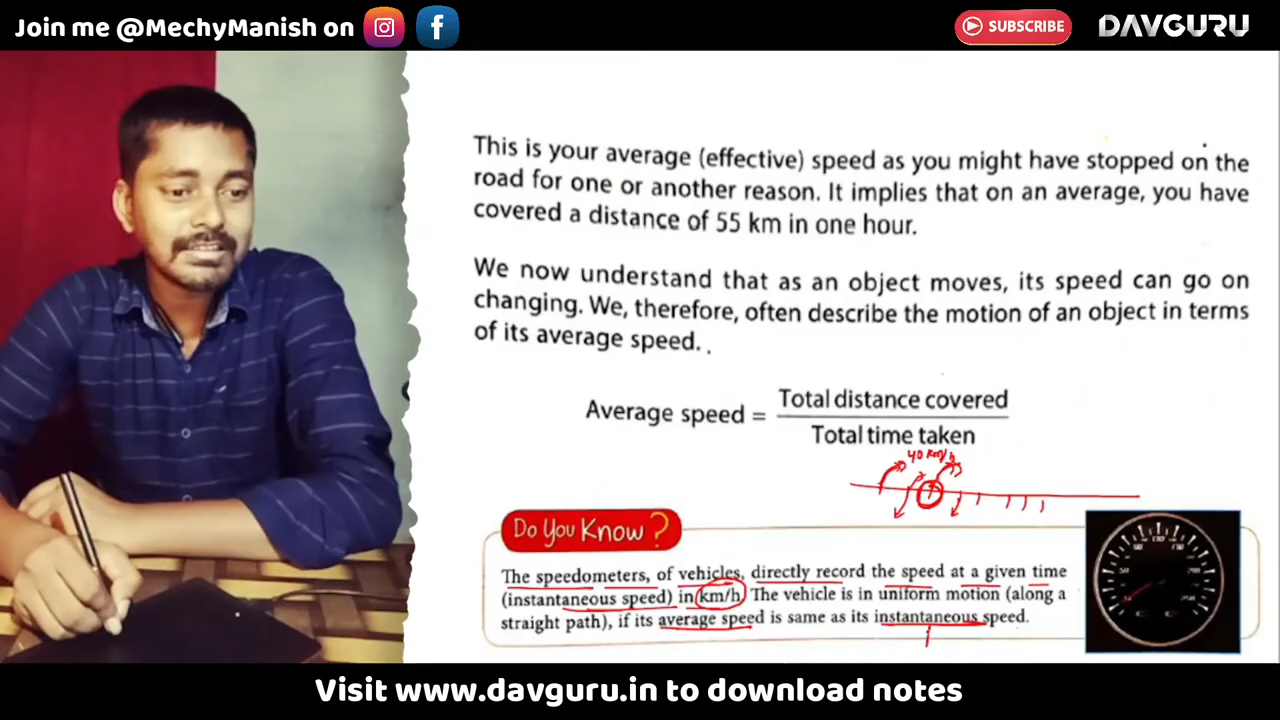 Join me @MechyManish on
SUBSCRIBE
DAVGURU
This is your average (effective) speed as you might have stopped on the
road for one or another reason. It implies that on an average, you have
covered a distance of 55 km in one hour.
We now understand that as an object moves, its speed can go on
changing. We, therefore, often describe the motion of an object in terms
of its average speed. .
Average speed =
Total distance covered
Total time taken
40 km/h
Do You Know?
The speedometers, of vehicles, directly record the speed at a given time
(instantaneous speed) in km/h The vehicle is in uniform motion (along a
straight path), if its average speed is same as its instantaneous speed.
Visit www.davguru.in to download notes